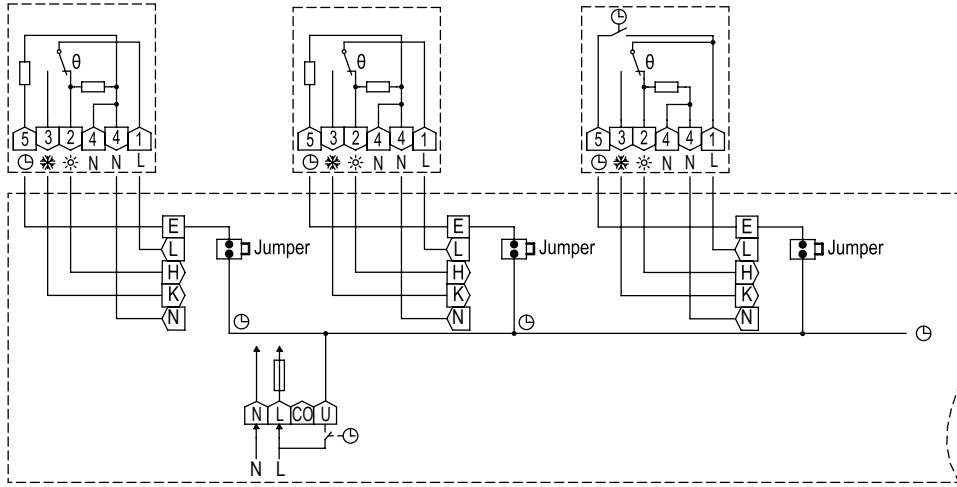 θ θ θ
5 3 2 4 4 1 5 3 2 4 4 1 5 3 2 4 4 1
N N L N N L N N L
E E E
L Jumper L Jumper L Jumper
H H H
K K K
N N N
N L CO U
N L